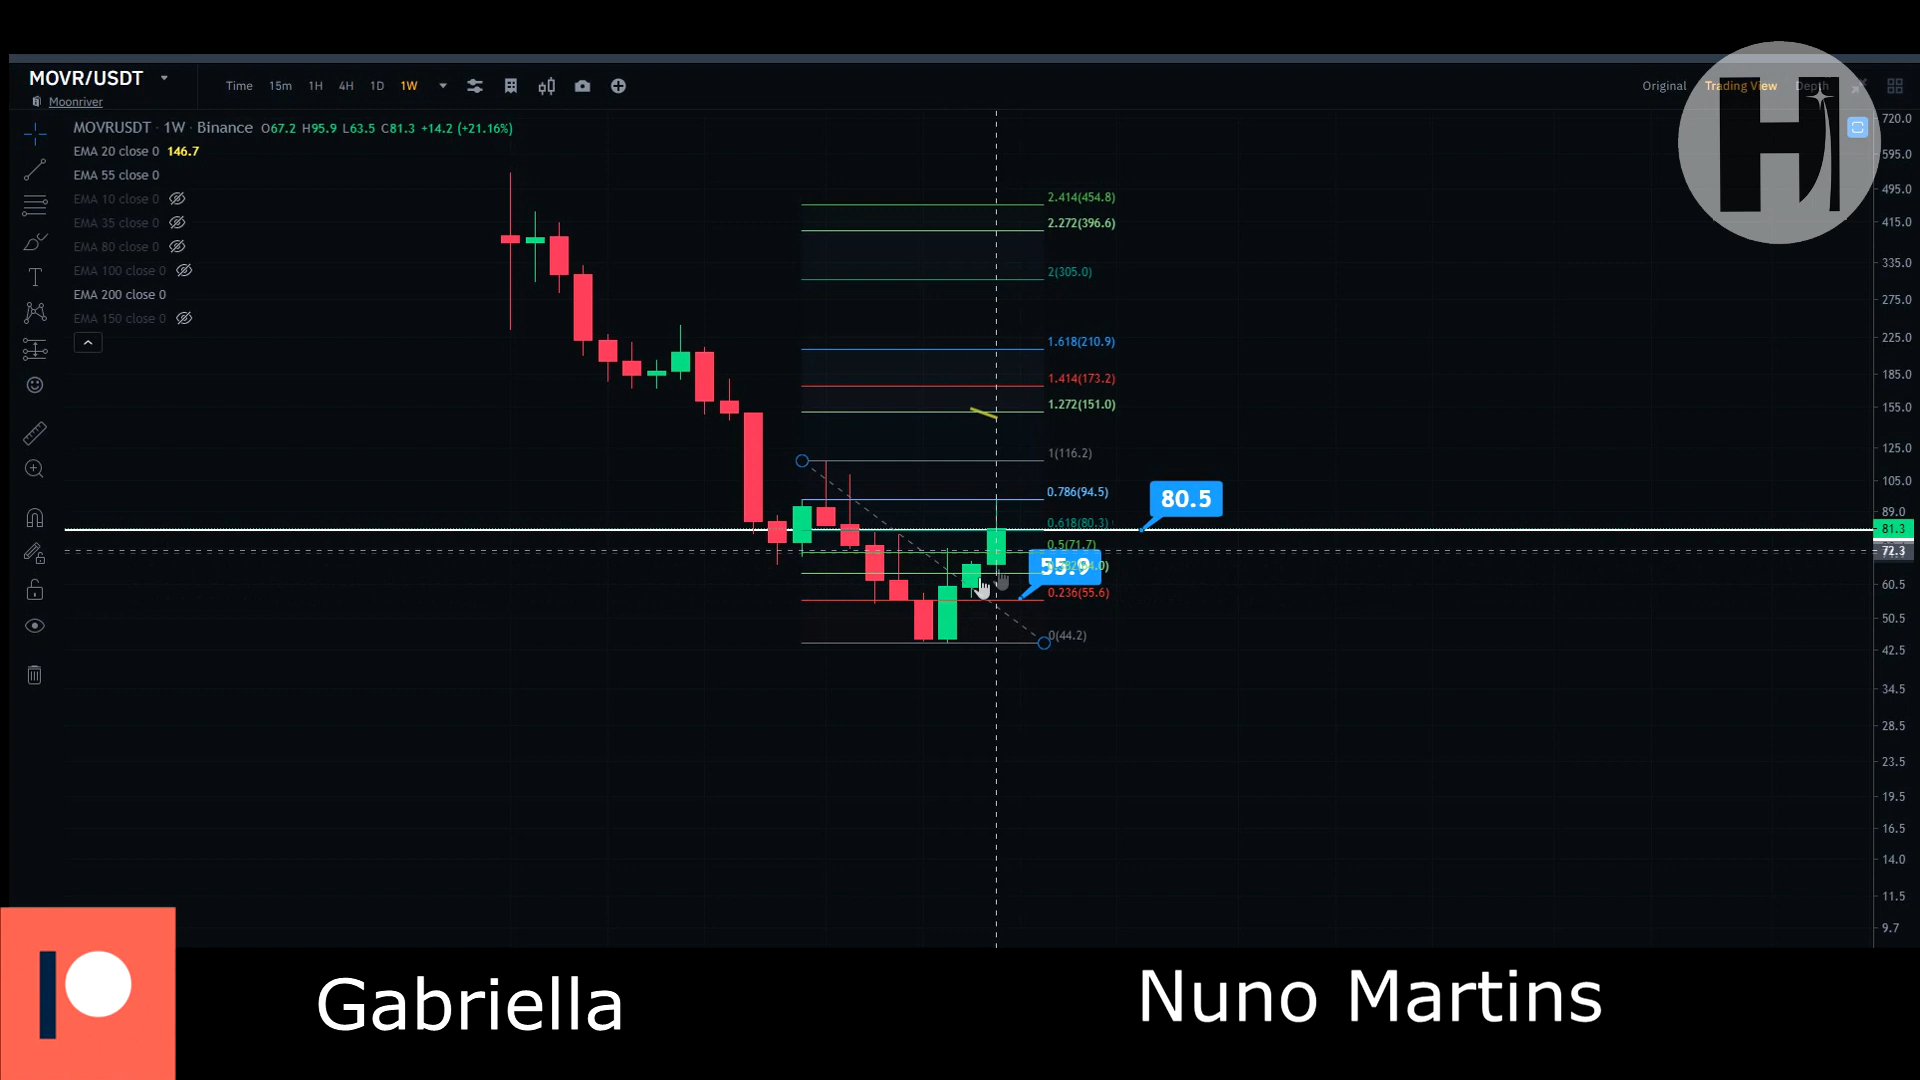 MOVR/USDT
Moonriver
Time 15m 1H 4H 1D 1W
Original Trading View Depth
MOVRUSDT · 1W · Binance O67.2 H95.9 L63.5 C81.3 +14.2 (+21.16%)
EMA 20 close 0 146.7
EMA 55 close 0
EMA 10 close 0
EMA 35 close 0
EMA 80 close 0
EMA 100 close 0
EMA 200 close 0
EMA 150 close 0
2.414(454.8)
2.272(396.6)
2(305.0)
1.618(210.9)
1.414(173.2)
1.272(151.0)
1(116.2)
0.786(94.5)
80.5
0.618(80.3)
0.5(71.7)
55.9
0.236(55.6)
0(44.2)
720.0
595.0
495.0
415.0
335.0
275.0
225.0
185.0
155.0
125.0
105.0
89.0
81.3
72.3
60.5
50.5
42.5
34.5
28.5
23.5
19.5
16.5
14.0
11.5
9.7
H
Gabriella
Nuno Martins